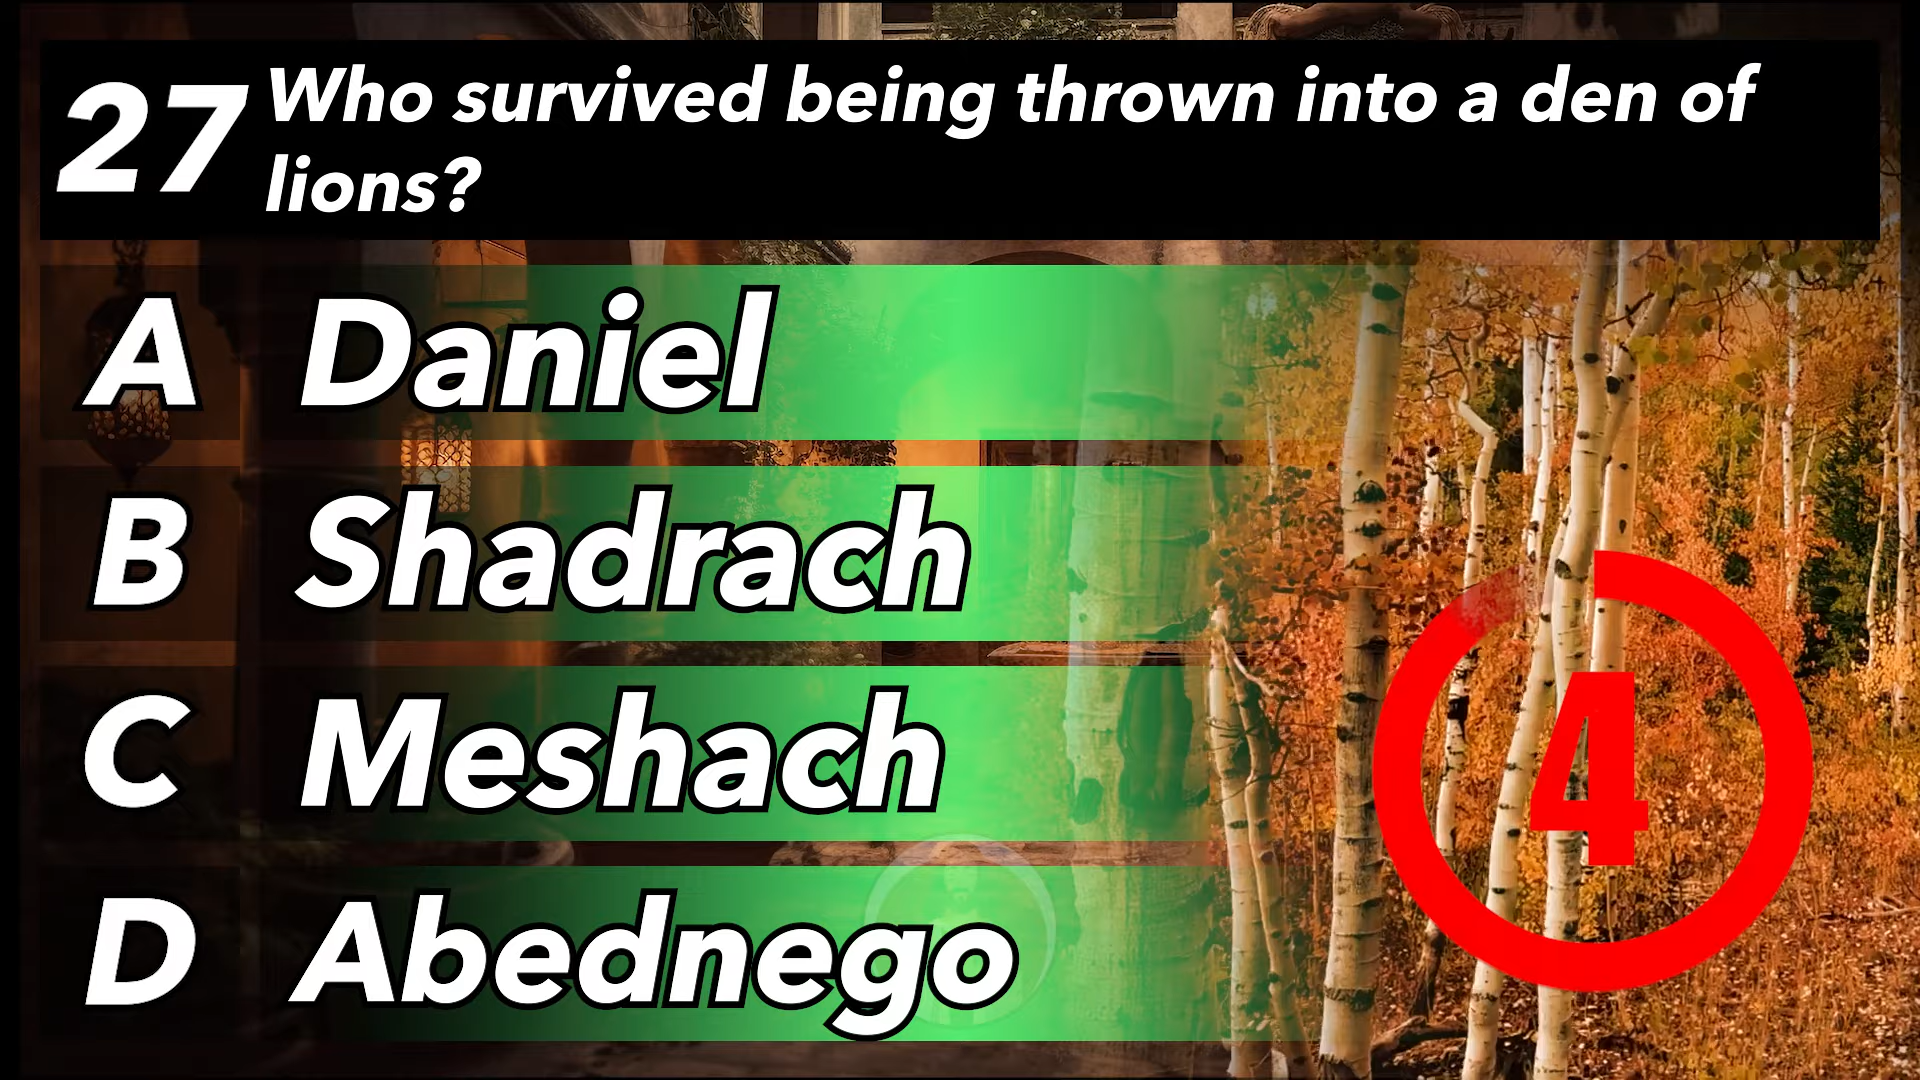 27 Who survived being thrown into a den of
lions?
A Daniel
B Shadrach
C Meshach
D Abednego
4